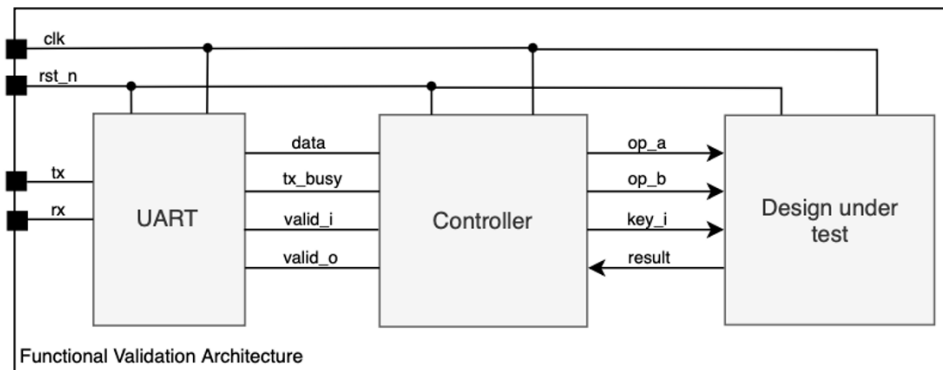 clk
rst_n
tx
rx
UART
data
tx_busy
valid_i
valid_o
Controller
op_a
op_b
key_i
result
Design under
test
Functional Validation Architecture